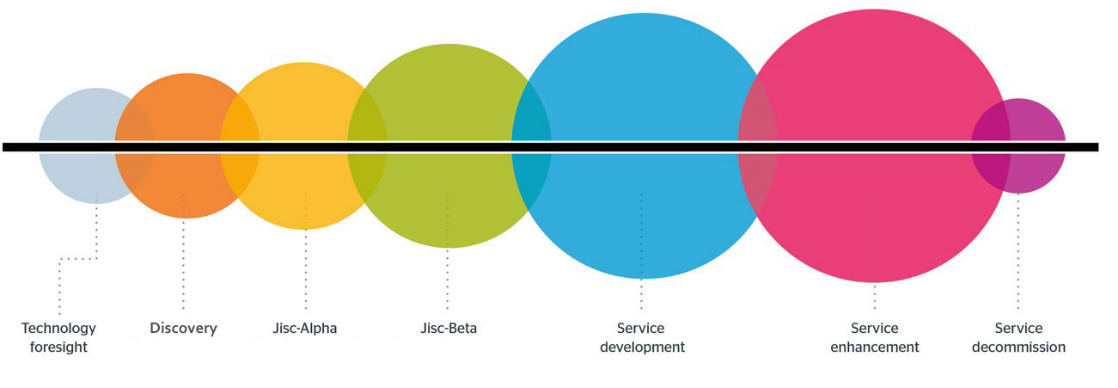 Technology
foresight
Discovery
Jisc-Alpha
Jisc-Beta
Service
development
Service
enhancement
Service
decommission